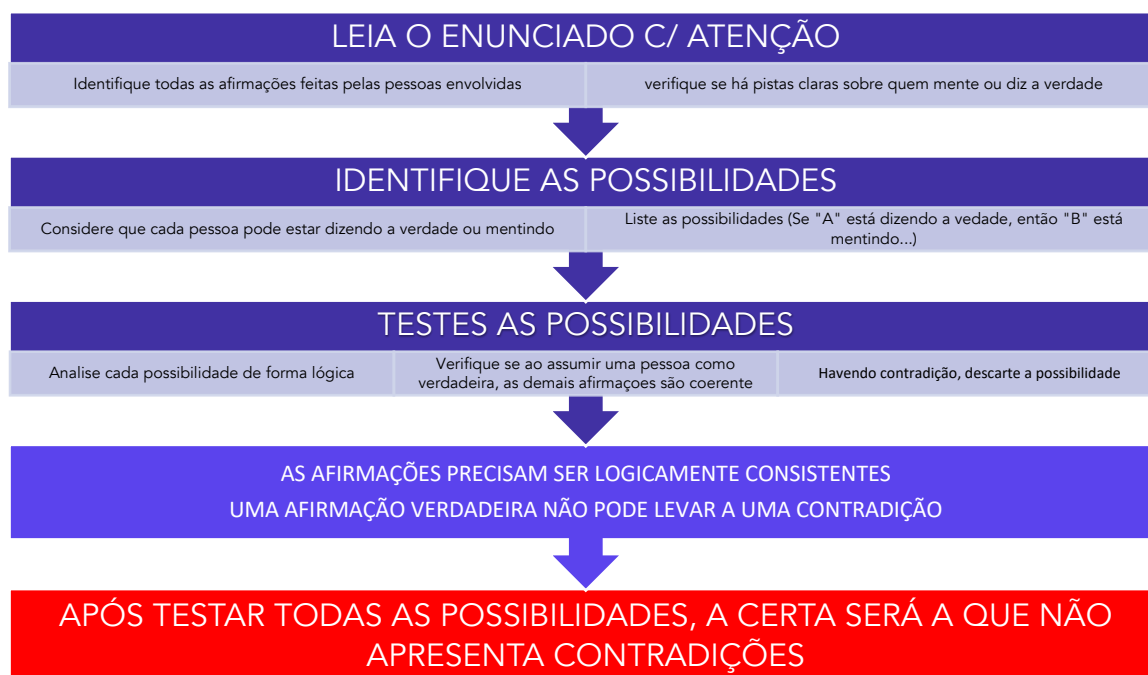 LEIA O ENUNCIADO C/ ATENÇÃO
Identifique todas as afirmações feitas pelas pessoas envolvidas
verifique se há pistas claras sobre quem mente ou diz a verdade
IDENTIFIQUE AS POSSIBILIDADES
Considere que cada pessoa pode estar dizendo a verdade ou mentindo
Liste as possibilidades (Se "A" está dizendo a vedade, então "B" está
mentindo...)
TESTES AS POSSIBILIDADES
Analise cada possibilidade de forma lógica
Verifique se ao assumir uma pessoa como
verdadeira, as demais afirmaçoes são coerente
Havendo contradição, descarte a possibilidade
AS AFIRMAÇÕES PRECISAM SER LOGICAMENTE CONSISTENTES
UMA AFIRMAÇÃO VERDADEIRA NÃO PODE LEVAR A UMA CONTRADIÇÃO
APÓS TESTAR TODAS AS POSSIBILIDADES, A CERTA SERÁ A QUE NÃO
APRESENTA CONTRADIÇÕES